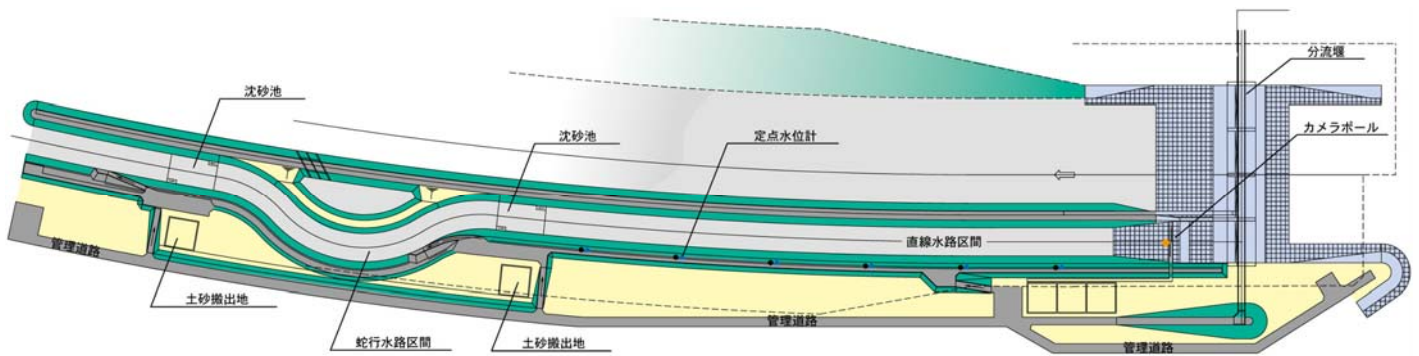 分流堰
沈砂池
カメラポール
沈砂池
定点水位計
直線水路区間
管理道路
土砂搬出地
管理道路
蛇行水路区間
土砂搬出地
管理道路